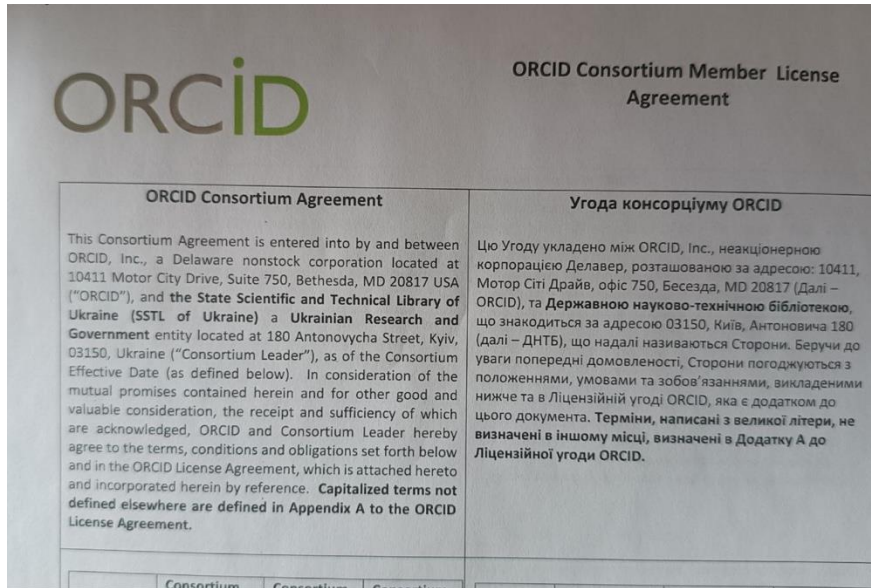 ORCID
ORCID Consortium Member License
Agreement
ORCID Consortium Agreement
This Consortium Agreement is entered into by and between
ORCID, Inc., a Delaware nonstock corporation located at
10411 Motor City Drive, Suite 750, Bethesda, MD 20817 USA
("ORCID"), and the State Scientific and Technical Library of
Ukraine (SSTL of Ukraine) a Ukrainian Research and
Government entity located at 180 Antonovycha Street, Kyiv,
03150, Ukraine ("Consortium Leader"), as of the Consortium
Effective Date (as defined below). In consideration of the
mutual promises contained herein and for other good and
valuable consideration, the receipt and sufficiency of which
are acknowledged, ORCID and Consortium Leader hereby
agree to the terms, conditions and obligations set forth below
and in the ORCID License Agreement, which is attached hereto
and incorporated herein by reference. Capitalized terms not
defined elsewhere are defined in Appendix A to the ORCID
License Agreement.
Угода консорціуму ORCID
Цю Угоду укладено між ORCID, Inc., неакціонерною
корпорацією Делавер, розташованою за адресою: 10411,
Мотор Сіті Драйв, офіс 750, Бесезда, MD 20817 (Далі –
ORCID), та Державною науково-технічною бібліотекою,
що знаходиться за адресою 03150, Київ, Антоновича 180
(далі – ДНТБ), що надалі називаються Сторони. Беручи до
уваги попередні домовленості, Сторони погоджуються з
положеннями, умовами та зобов'язаннями, викладеними
нижче та в Ліцензійній угоді ORCID, яка є додатком до
цього документа. Терміни, написані з великої літери, не
визначені в іншому місці, визначені в Додатку А до
Ліцензійної угоди ORCID.
Consortium Consortium